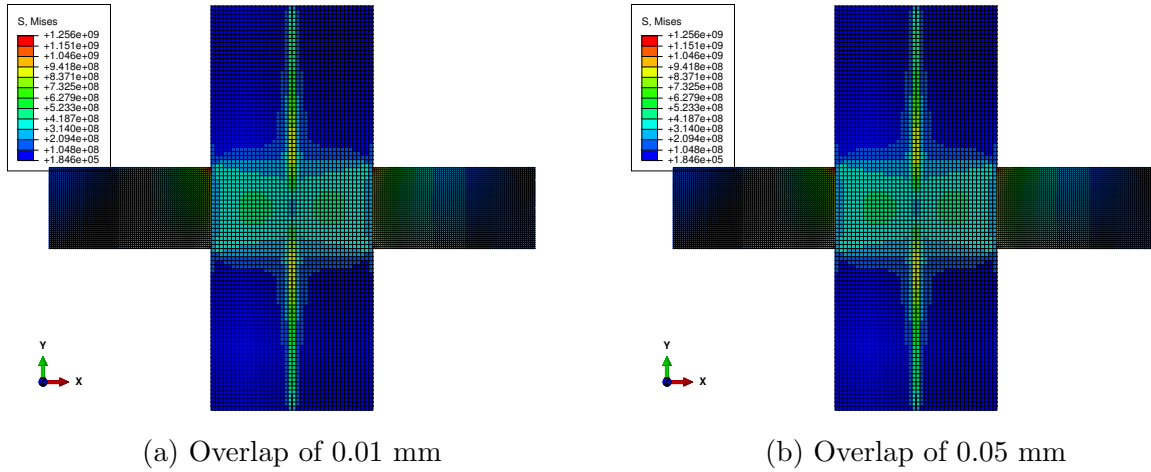 S, Mises
+1.256e+09
+1.151e+09
+1.046e+09
+9.418e+08
+8.371e+08
+7.325e+08
+6.279e+08
+5.233e+08
+4.187e+08
+3.140e+08
+2.094e+08
+1.048e+08
+1.846e+05
Y
X
(a) Overlap of 0.01 mm
S, Mises
+1.256e+09
+1.151e+09
+1.046e+09
+9.418e+08
+8.371e+08
+7.325e+08
+6.279e+08
+5.233e+08
+4.187e+08
+3.140e+08
+2.094e+08
+1.048e+08
+1.846e+05
Y
X
(b) Overlap of 0.05 mm